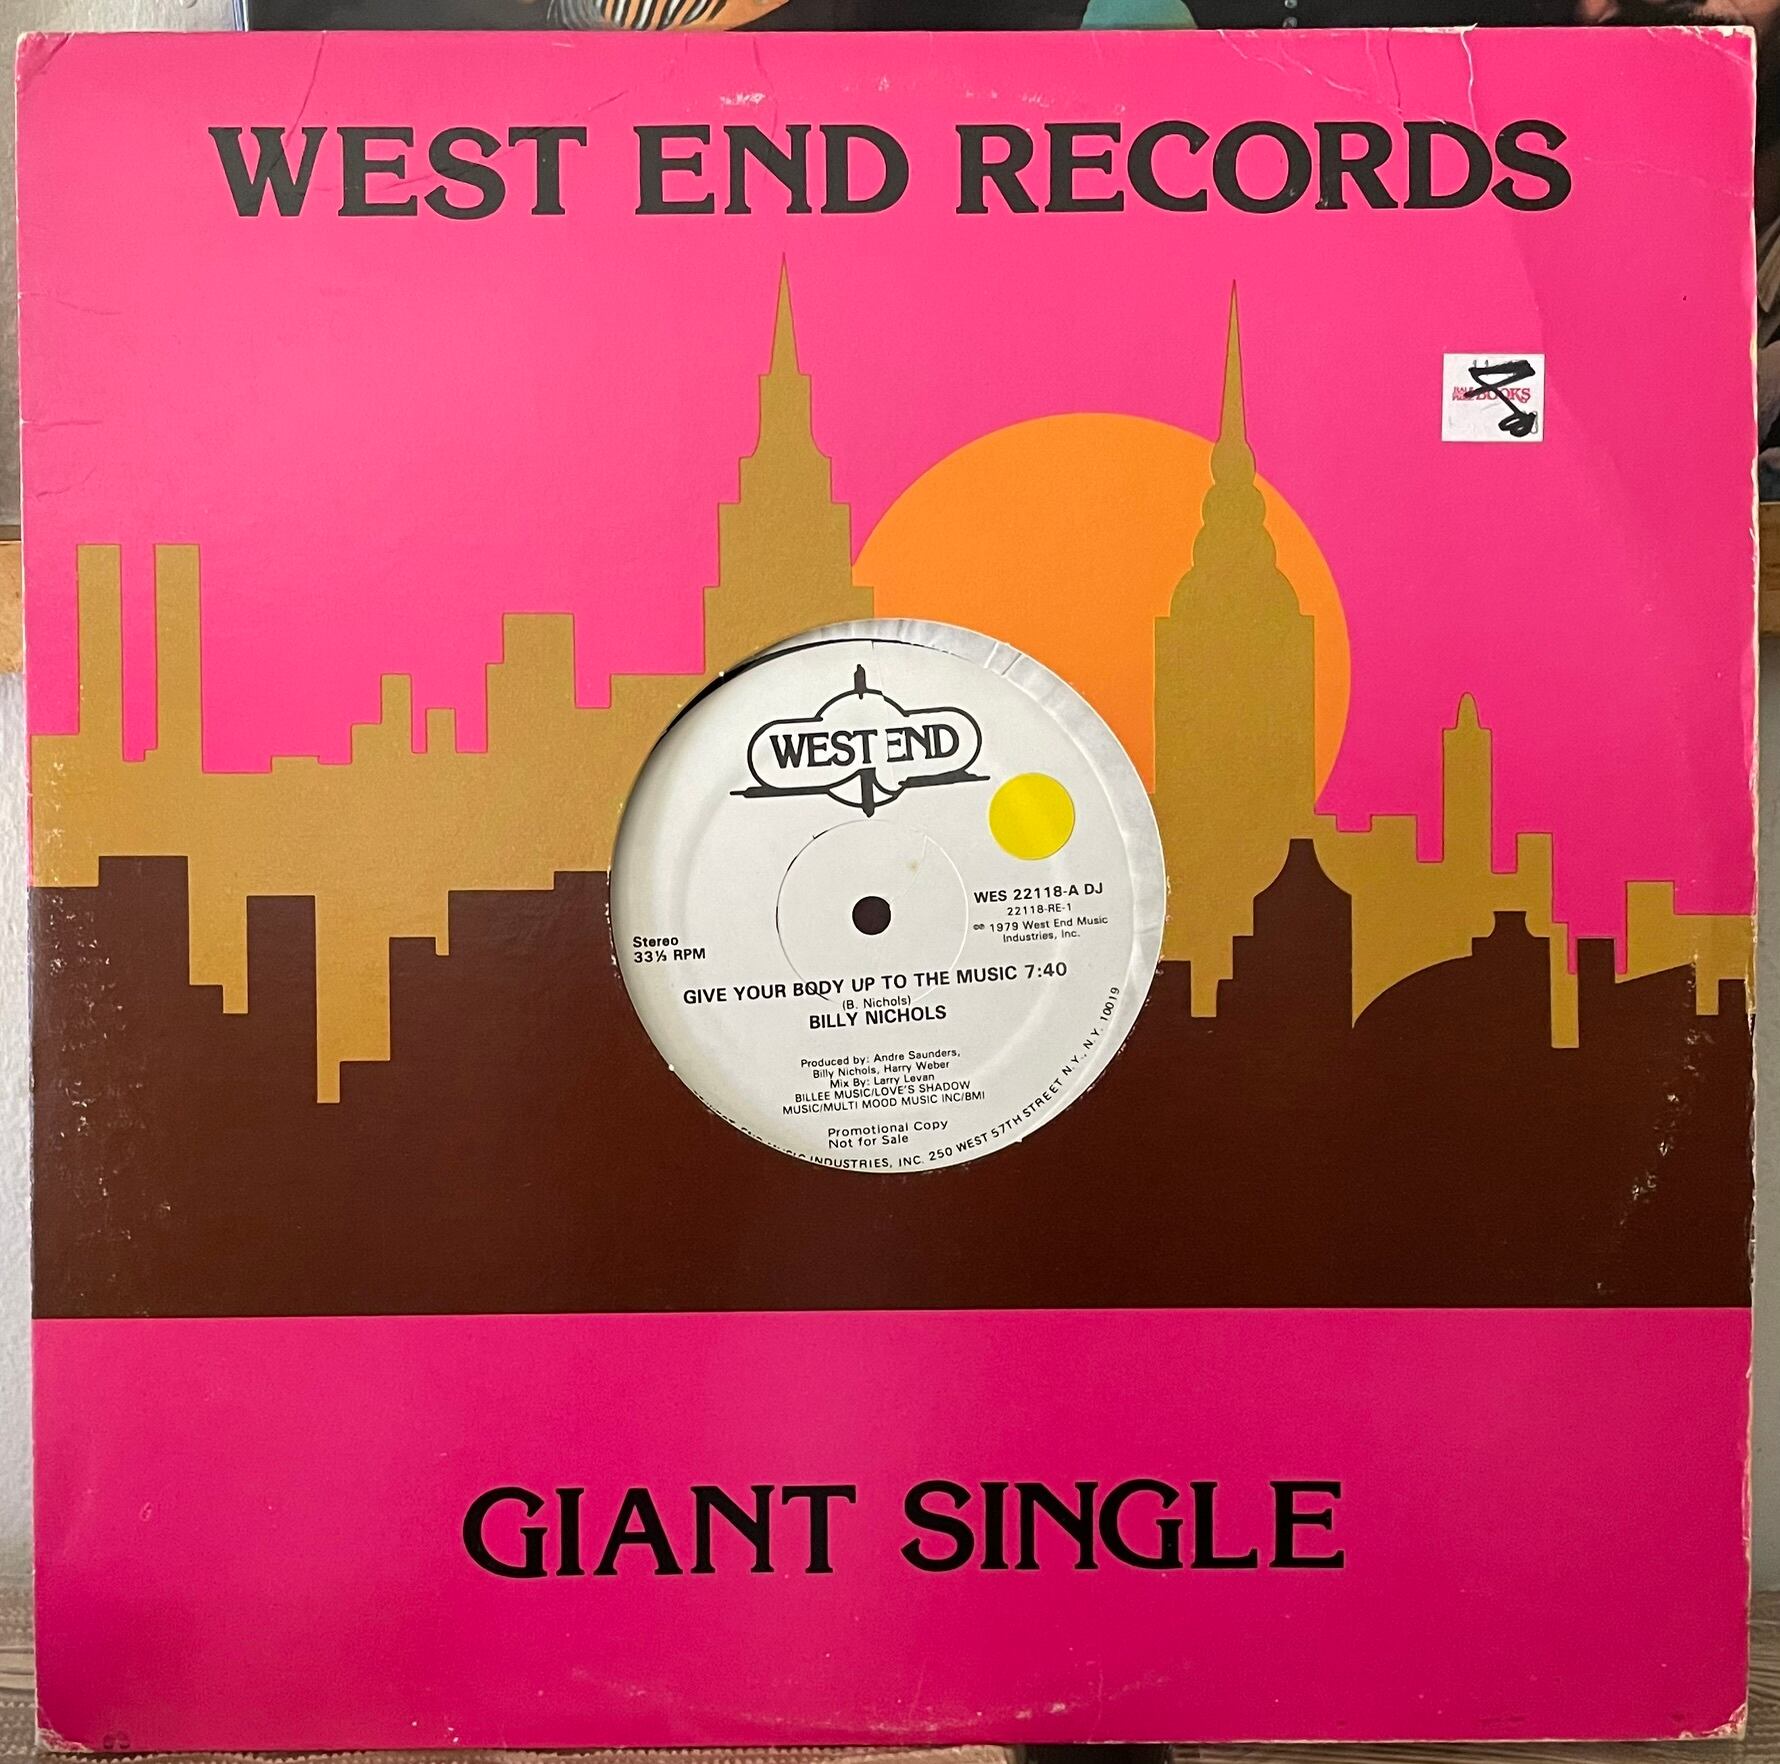 WEST END RECORDS
BOOKS
WEST END
WES 22118-A DJ
22118-RE-1
℗© 1979 West End Music
Industries, Inc.
Stereo
33⅓ RPM
GIVE YOUR BODY UP TO THE MUSIC 7:40
(B. Nichols)
BILLY NICHOLS
Produced by: Andre Saunders,
Billy Nichols, Harry Weber
Mix By: Larry Levan
BILLEE MUSIC/LOVE'S SHADOW
MUSIC/MULTI MOOD MUSIC INC/BMI
Promotional Copy
Not for Sale
INDUSTRIES, INC. 250 WEST 57TH STREET N.Y., N.Y. 10019
GIANT SINGLE